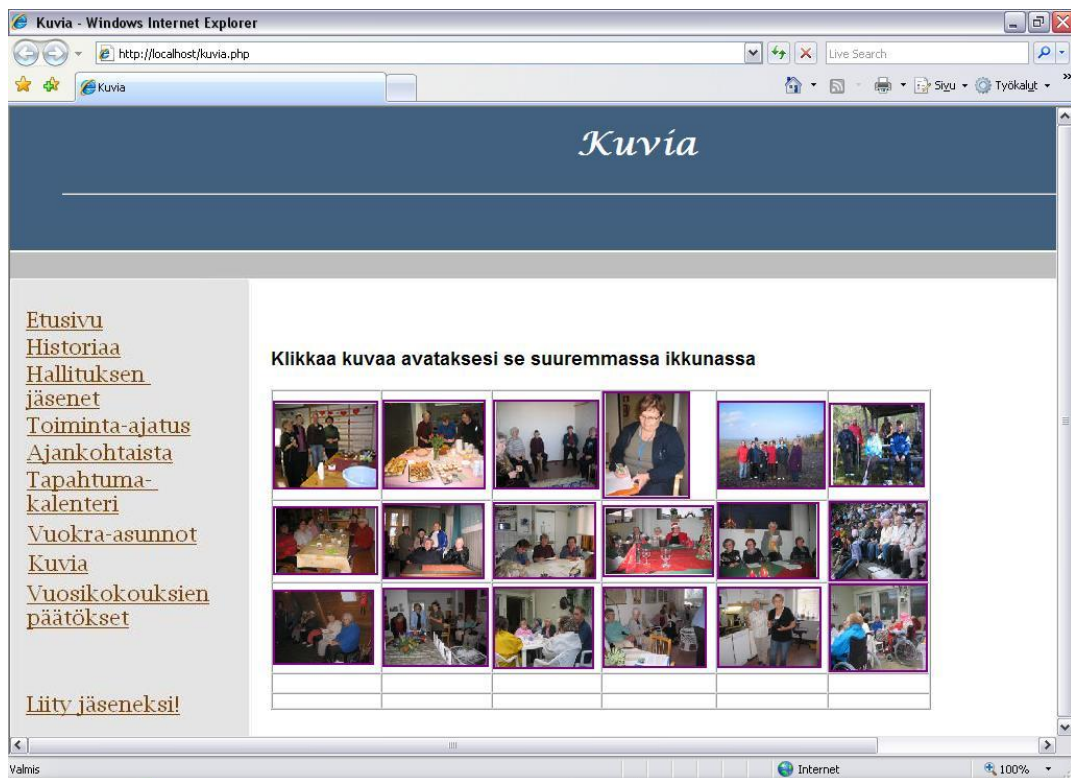 Kuvia - Windows Internet Explorer
http://localhost/kuvia.php
Live Search
Kuvia
Sivu
Työkalut
»
Kuvia
Etusivu
Historiaa
Hallituksen
jäsenet
Toiminta-ajatus
Ajankohtaista
Tapahtuma-
kalenteri
Vuokra-asunnot
Kuvia
Vuosikokouksien
päätökset
Liity jäseneksi!
Klikkaa kuvaa avataksesi se suuremmassa ikkunassa
Valmis
Internet
100%